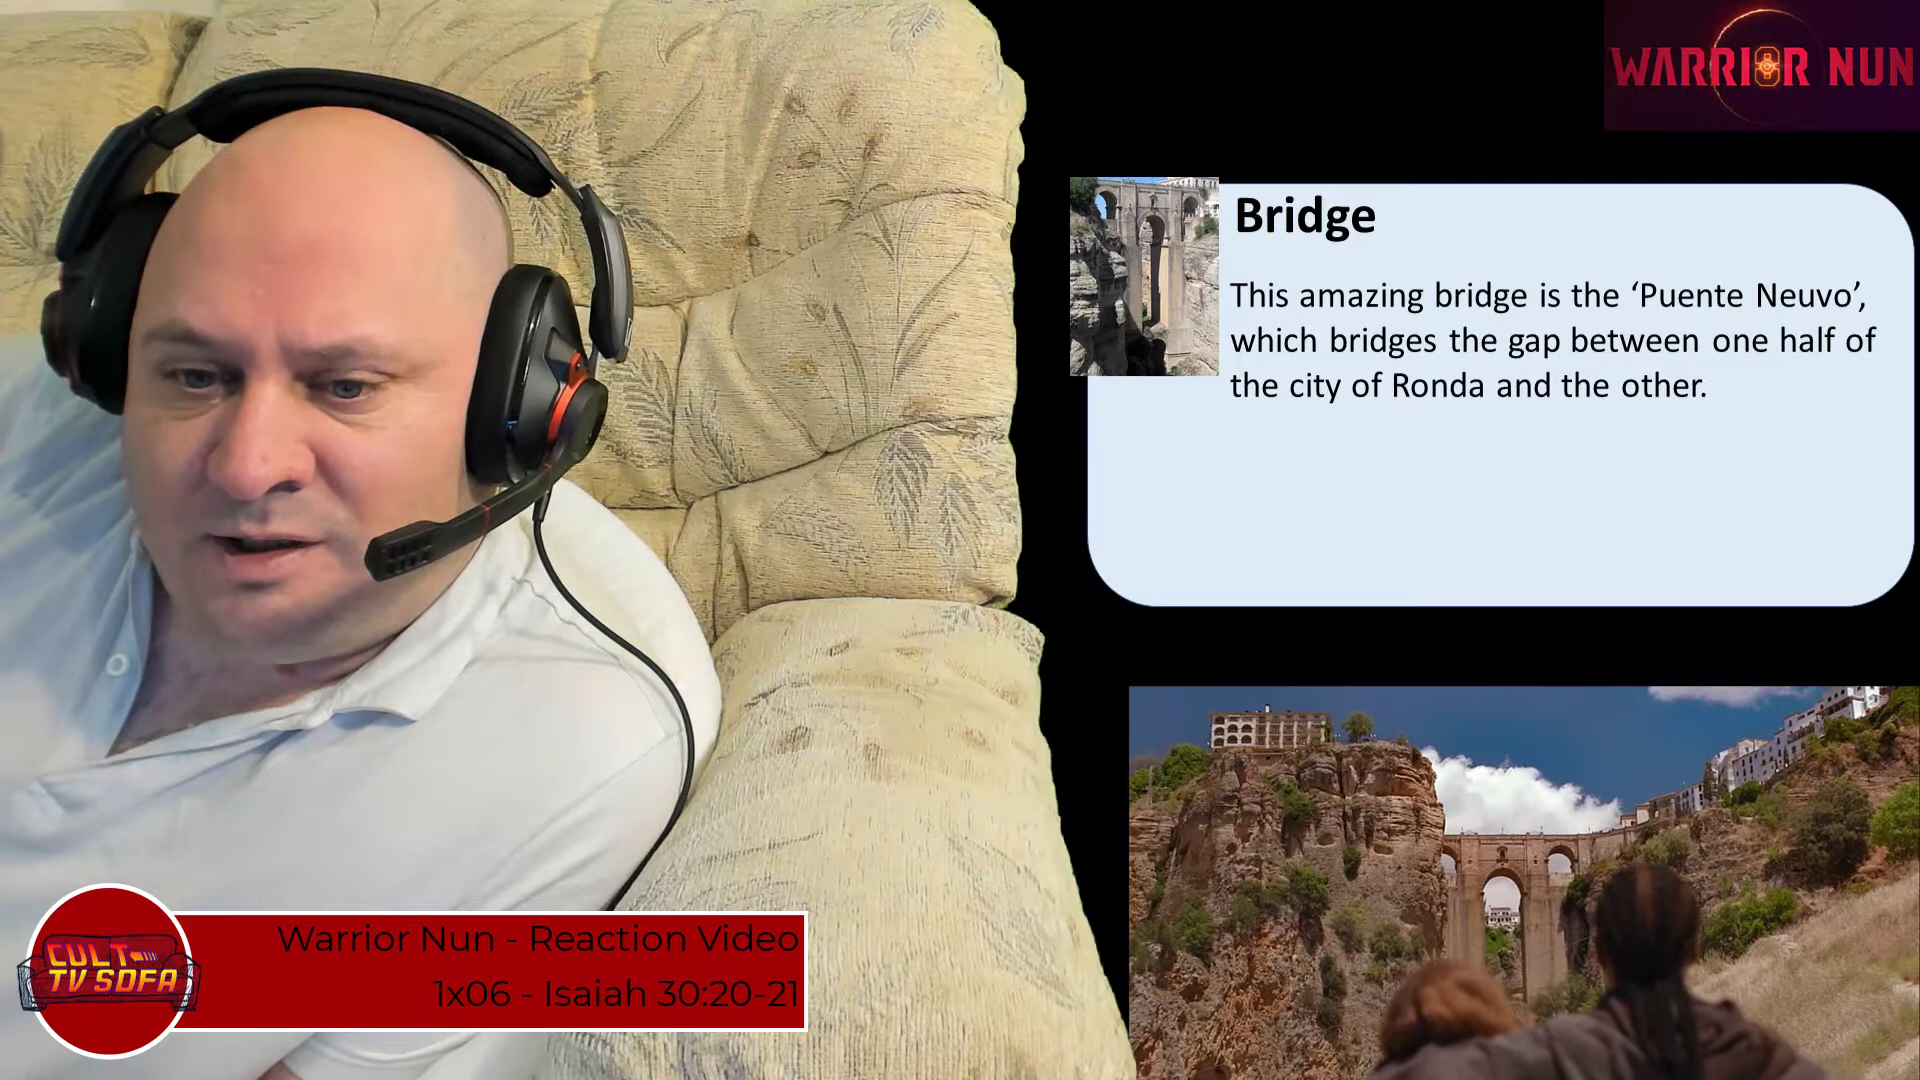 WARRIOR NUN
Bridge
This amazing bridge is the ‘Puente Neuvo’,
which bridges the gap between one half of
the city of Ronda and the other.
Warrior Nun - Reaction Video
1x06 - Isaiah 30:20-21
CULT
TV SOFA